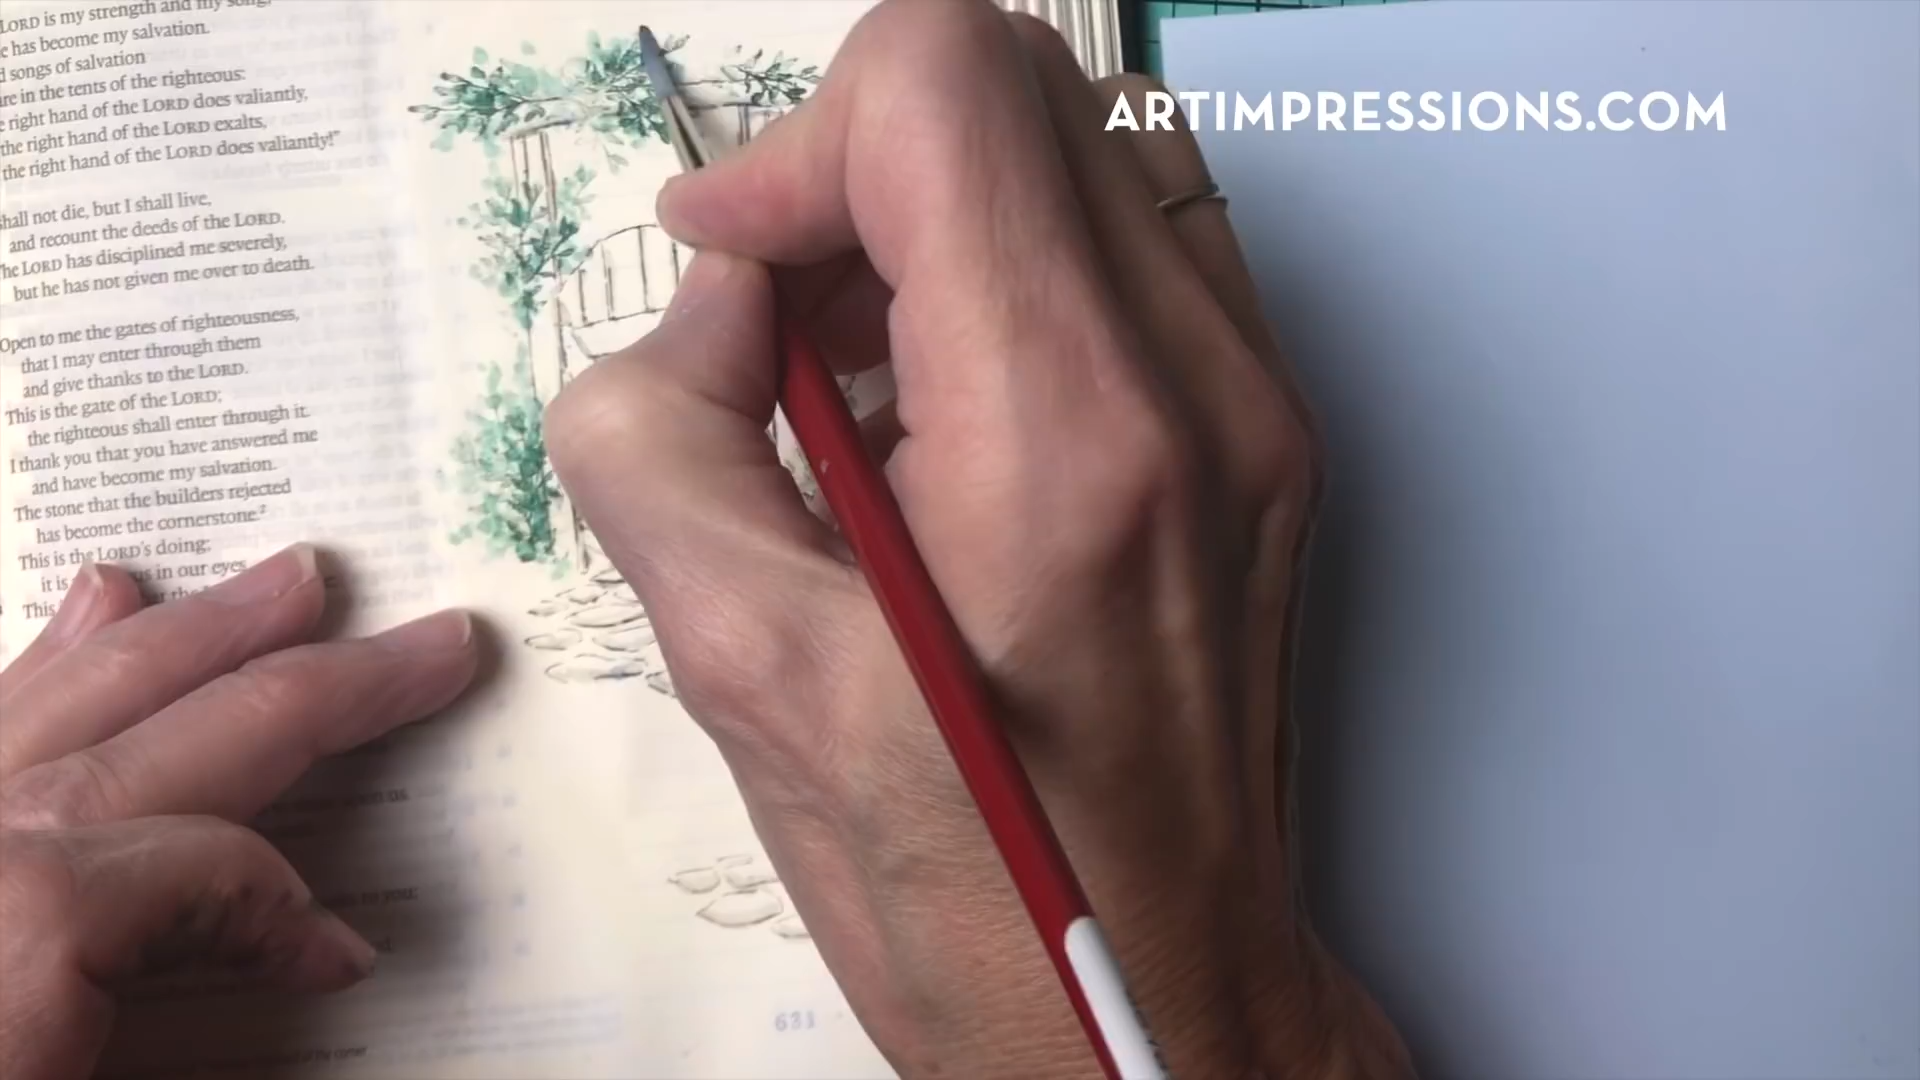 LORD is my strength and my song;
he has become my salvation.
d songs of salvation
are in the tents of the righteous:
right hand of the LORD does valiantly,
the right hand of the LORD exalts,
the right hand of the LORD does valiantly!”
shall not die, but I shall live,
and recount the deeds of the LORD.
The LORD has disciplined me severely,
but he has not given me over to death.
Open to me the gates of righteousness,
that I may enter through them
and give thanks to the LORD.
This is the gate of the LORD;
the righteous shall enter through it.
I thank you that you have answered me
and have become my salvation.
The stone that the builders rejected
has become the cornerstone.
This is the LORD’s doing;
it is in our eyes
This
to you:
631
ARTIMPRESSIONS.COM